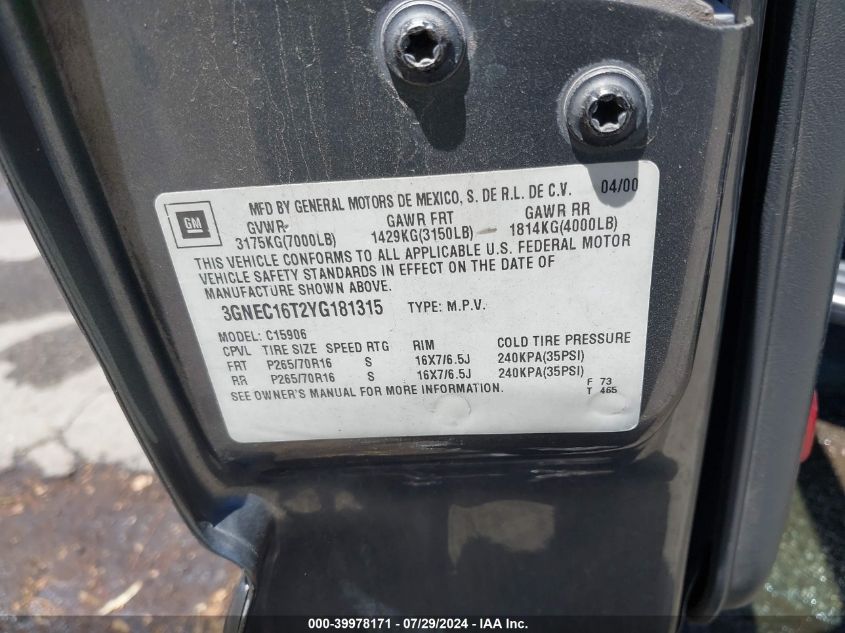 MFD BY GENERAL MOTORS DE MEXICO, S. DE R.L. DE C.V. 04/00
GM
GVWR GAWR FRT GAWR RR
3175KG(7000LB) 1429KG(3150LB) 1814KG(4000LB)
THIS VEHICLE CONFORMS TO ALL APPLICABLE U.S. FEDERAL MOTOR
VEHICLE SAFETY STANDARDS IN EFFECT ON THE DATE OF
MANUFACTURE SHOWN ABOVE.
3GNEC16T2YG181315 TYPE: M.P.V.
MODEL: C15906
CPVL TIRE SIZE SPEED RTG RIM COLD TIRE PRESSURE
FRT P265/70R16 S 16X7/6.5J 240KPA(35PSI)
RR P265/70R16 S 16X7/6.5J 240KPA(35PSI)
SEE OWNER'S MANUAL FOR MORE INFORMATION. F 73
T 465
000-39978171 - 07/29/2024 - IAA Inc.